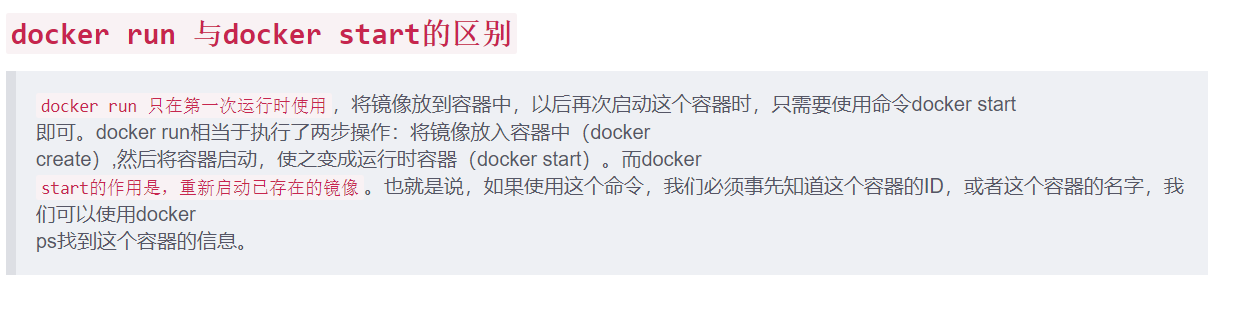 docker run 与docker start的区别
docker run 只在第一次运行时使用，将镜像放到容器中，以后再次启动这个容器时，只需要使用命令docker start
即可。docker run相当于执行了两步操作：将镜像放入容器中（docker
create）,然后将容器启动，使之变成运行时容器（docker start）。而docker
start的作用是，重新启动已存在的镜像。也就是说，如果使用这个命令，我们必须事先知道这个容器的ID，或者这个容器的名字，我
们可以使用docker
ps找到这个容器的信息。